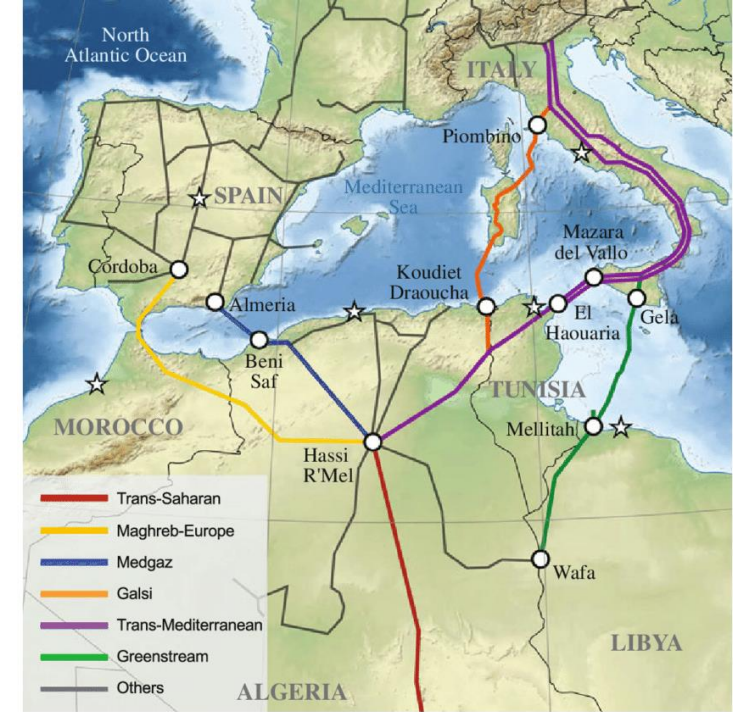 North
Atlantic Ocean
ITALY
Piombino
SPAIN
Mediterranean
Sea
Mazara
del Vallo
Cordoba
Koudiet
Draoucha
Almeria
El
Haouaria
Gela
Beni
Saf
TUNISIA
MOROCCO
Mellitah
Hassi
R'Mel
Trans-Saharan
Maghreb-Europe
Medgaz
Galsi
Trans-Mediterranean
Greenstream
Others
Wafa
LIBYA
ALGERIA